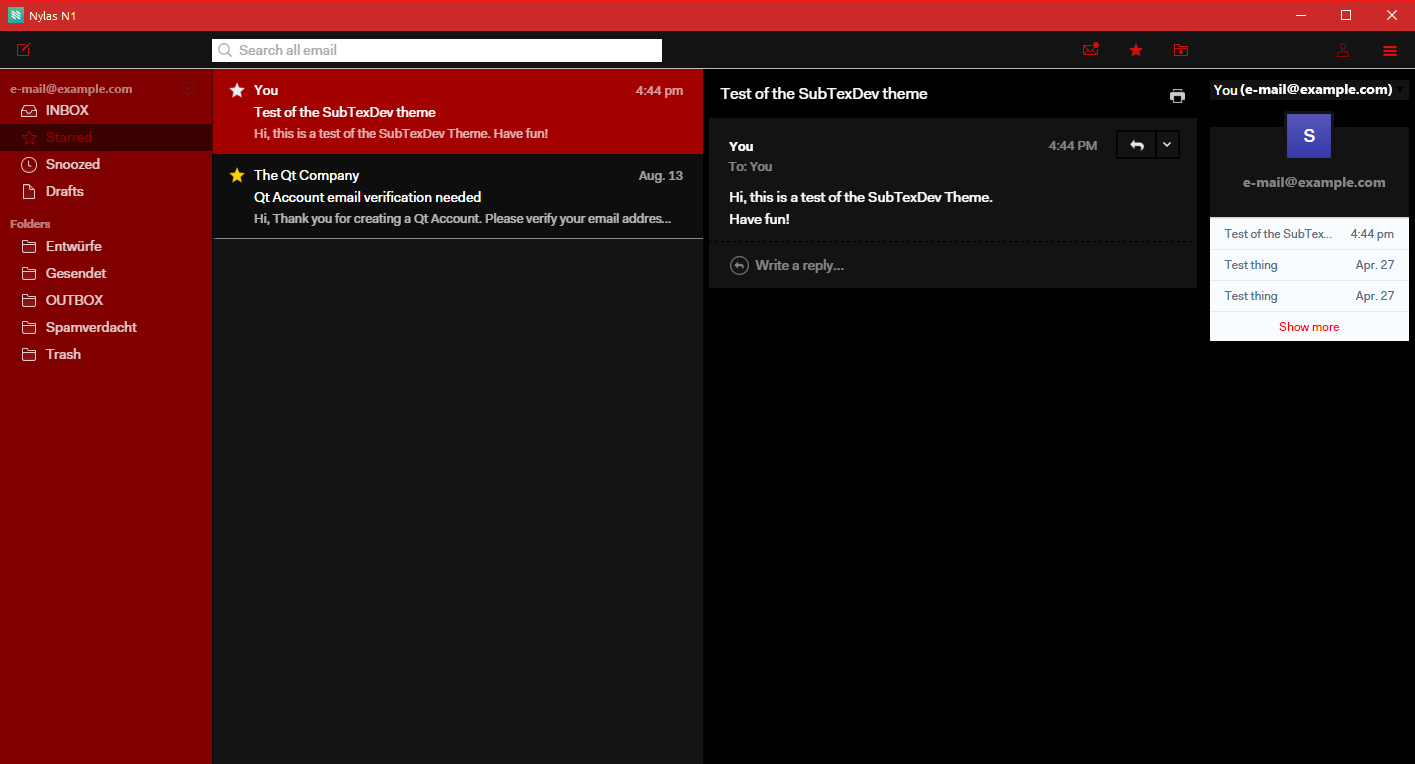 Nylas N1
Search all email
e-mail@example.com
INBOX
Starred
Snoozed
Drafts
Folders
Entwürfe
Gesendet
OUTBOX
Spamverdacht
Trash
You 4:44 pm
Test of the SubTexDev theme
Hi, this is a test of the SubTexDev Theme. Have fun!
The Qt Company Aug. 13
Qt Account email verification needed
Hi, Thank you for creating a Qt Account. Please verify your email addres...
Test of the SubTexDev theme
You 4:44 PM
To: You
Hi, this is a test of the SubTexDev Theme.
Have fun!
Write a reply...
You (e-mail@example.com)
S
e-mail@example.com
Test of the SubTex... 4:44 pm
Test thing Apr. 27
Test thing Apr. 27
Show more